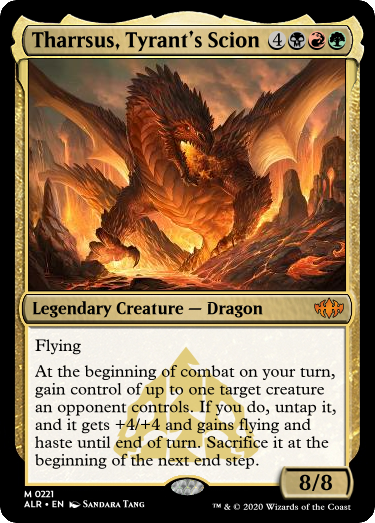 Tharrsus, Tyrant's Scion 4
Legendary Creature — Dragon
Flying
At the beginning of combat on your turn,
gain control of up to one target creature
an opponent controls. If you do, untap it,
and it gets +4/+4 and gains flying and
haste until end of turn. Sacrifice it at the
beginning of the next end step.
8/8
M 0221
ALR • EN Sandara Tang
™ & © 2020 Wizards of the Coast